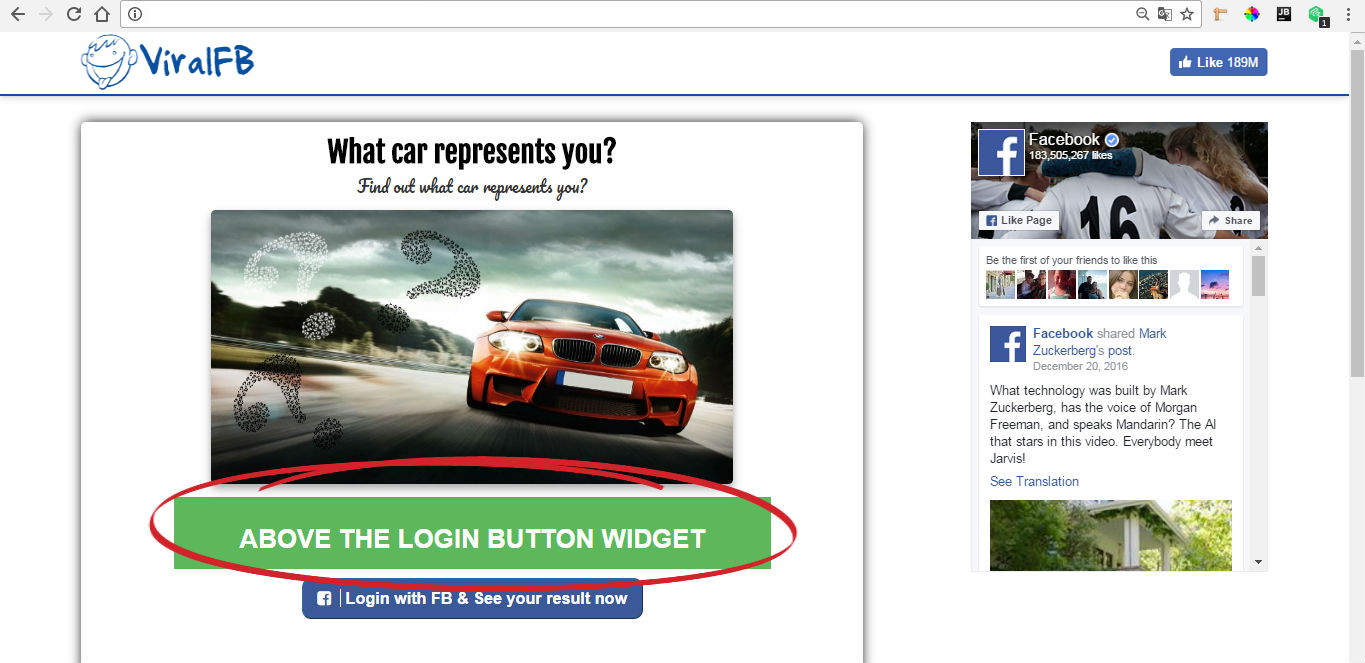 ViralFB
Like 189M
What car represents you?
Find out what car represents you?
ABOVE THE LOGIN BUTTON WIDGET
Login with FB & See your result now
Facebook
183,505,267 likes
16
Like Page
Share
Be the first of your friends to like this
Facebook shared Mark
Zuckerberg's post.
December 20, 2016
What technology was built by Mark
Zuckerberg, has the voice of Morgan
Freeman, and speaks Mandarin? The AI
that stars in this video. Everybody meet
Jarvis!
See Translation
JB
1